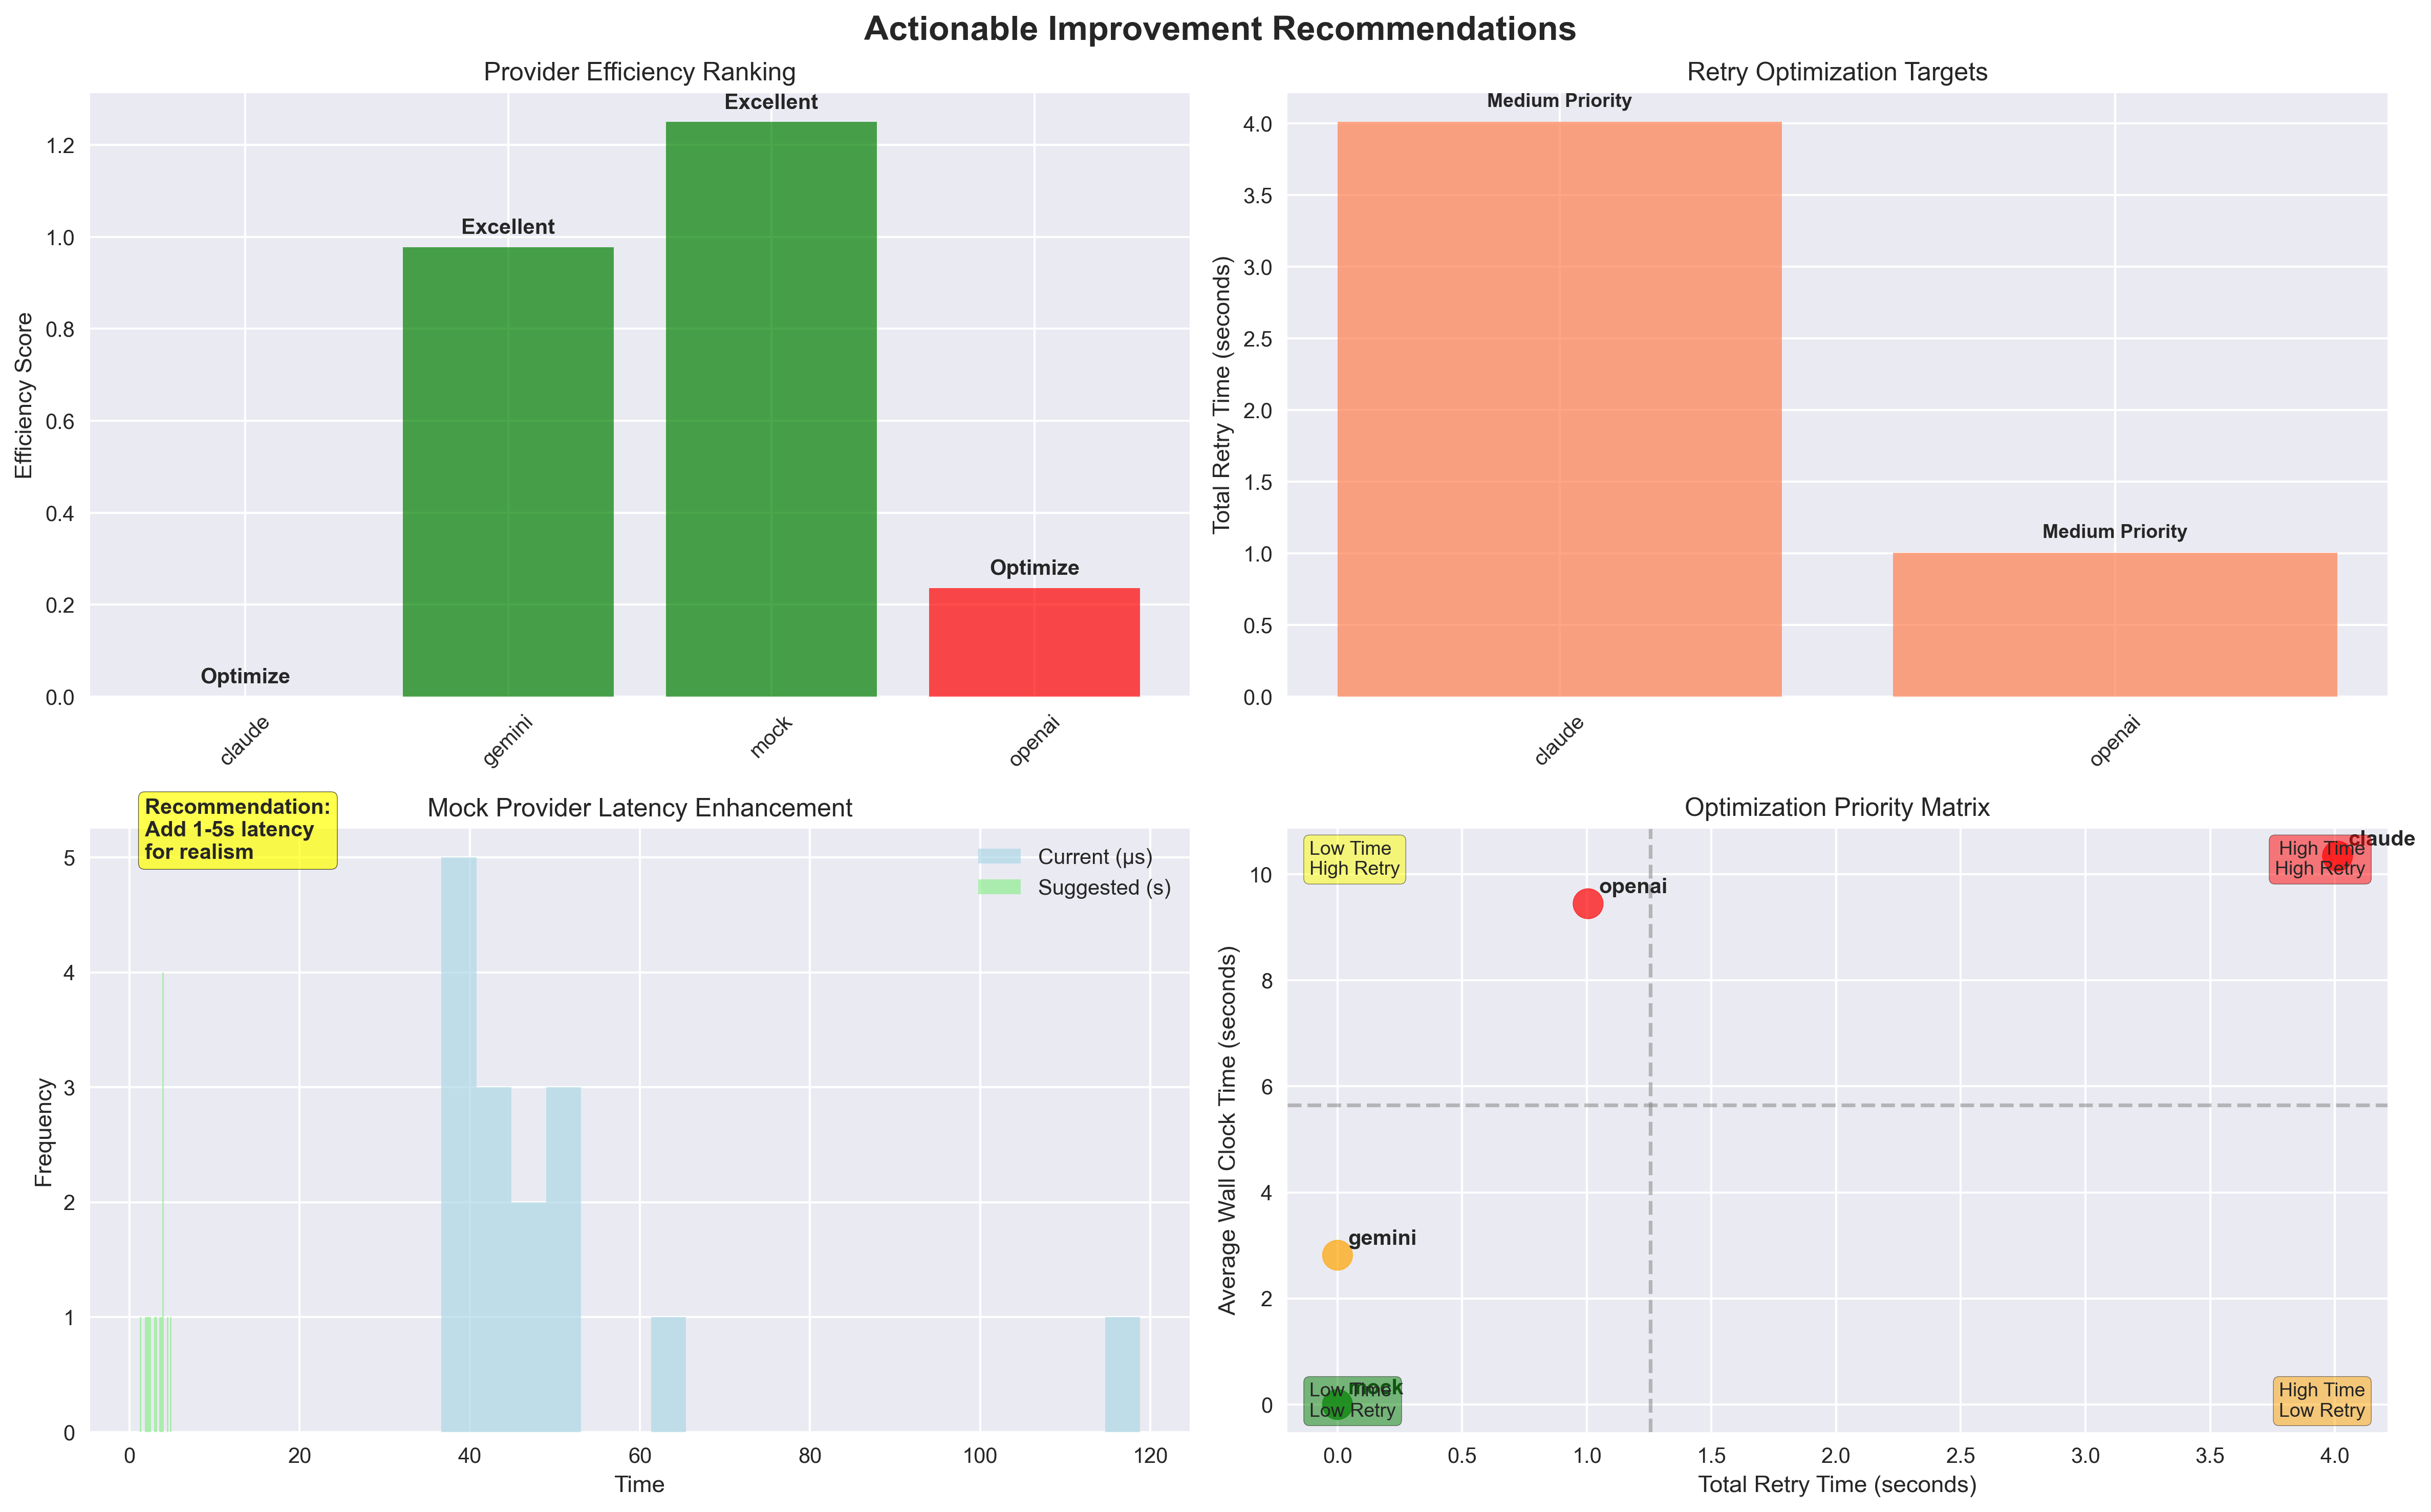 Actionable Improvement Recommendations
Provider Efficiency Ranking
Efficiency Score
1.2
1.0
0.8
0.6
0.4
0.2
0.0
Optimize
Excellent
Excellent
Optimize
claude
gemini
mock
openai
Retry Optimization Targets
Total Retry Time (seconds)
4.0
3.5
3.0
2.5
2.0
1.5
1.0
0.5
0.0
Medium Priority
Medium Priority
claude
openai
Mock Provider Latency Enhancement
Recommendation:
Add 1-5s latency
for realism
Current (µs)
Suggested (s)
Frequency
5
4
3
2
1
0
0
20
40
60
80
100
120
Time
Optimization Priority Matrix
Average Wall Clock Time (seconds)
10
8
6
4
2
0
Low Time
High Retry
High Time
High Retry
claude
openai
gemini
mock
Low Time
Low Retry
High Time
Low Retry
0.0
0.5
1.0
1.5
2.0
2.5
3.0
3.5
4.0
Total Retry Time (seconds)